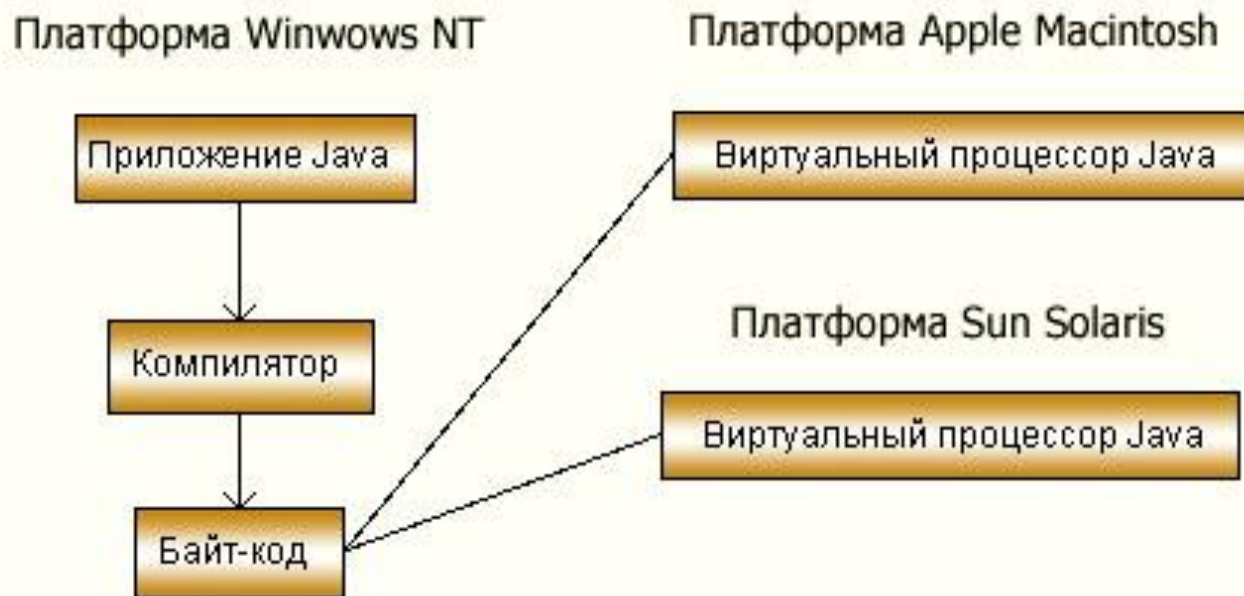 Платформа Winwows NT
Приложение Java
Компилятор
Байт-код
Платформа Apple Macintosh
Виртуальный процессор Java
Платформа Sun Solaris
Виртуальный процессор Java